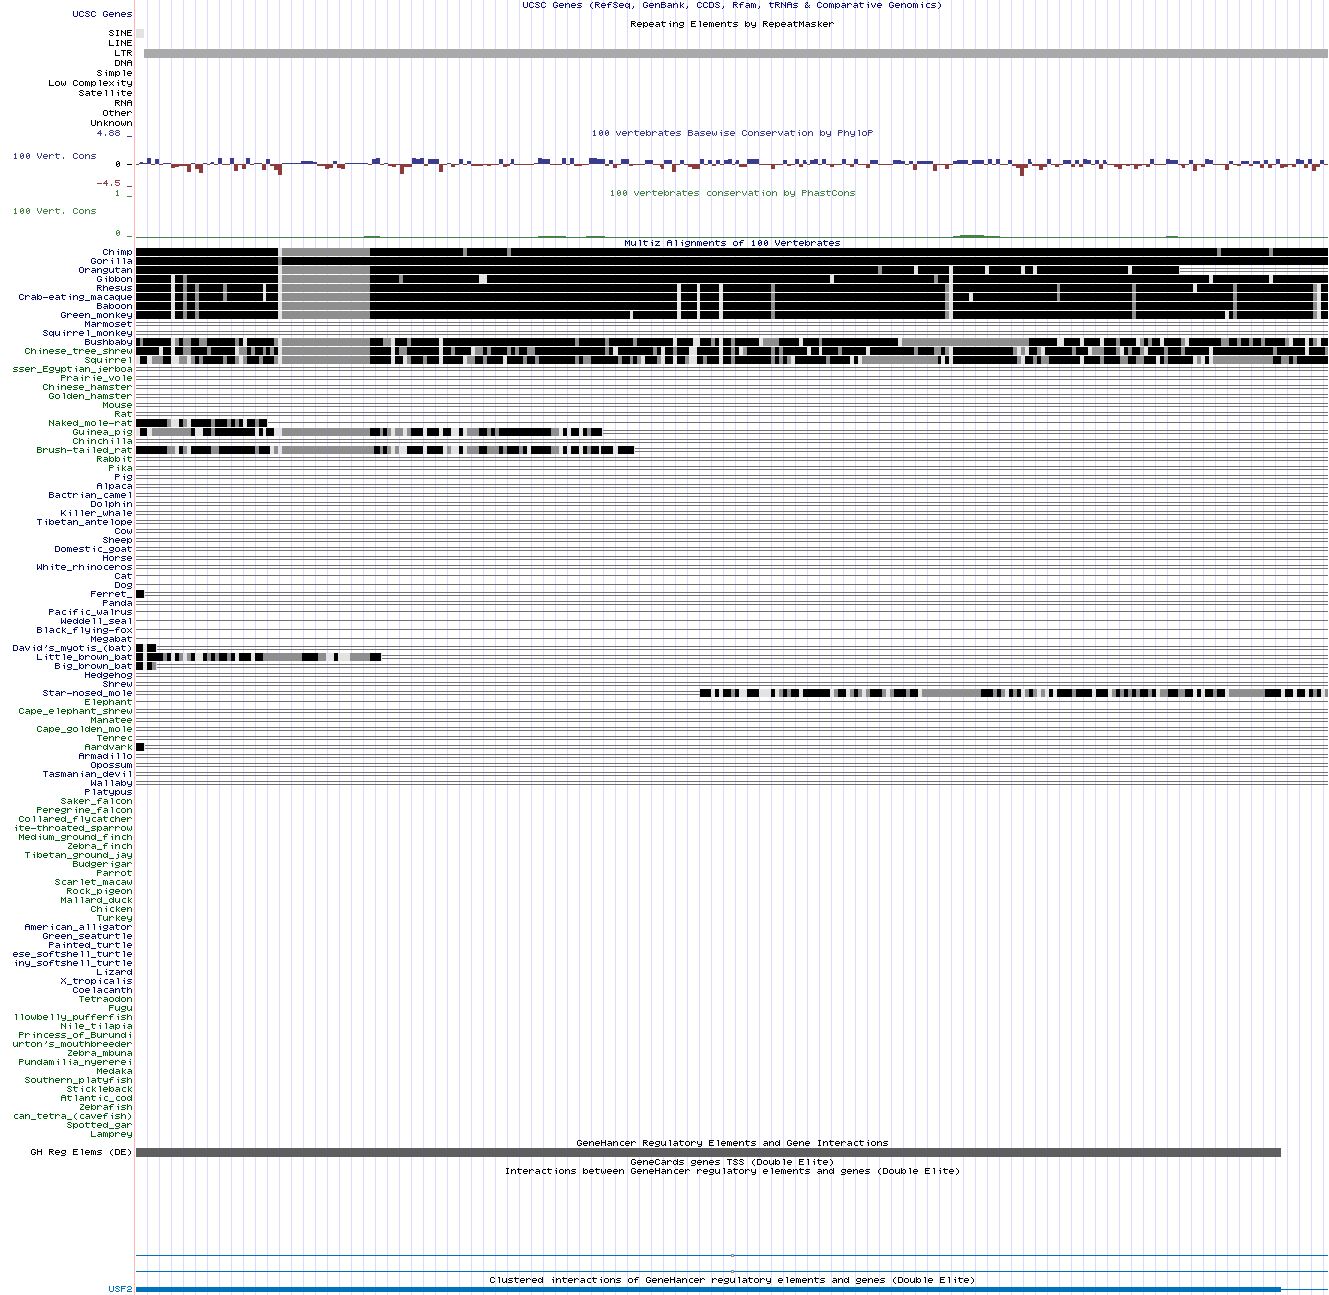 UCSC Genes (RefSeq, GenBank, CCDS, Rfam, tRNAs & Comparative Genomics)
UCSC Genes
Repeating Elements by RepeatMasker
SINE
LINE
LTR
DNA
Simple
Low Complexity
Satellite
RNA
Other
Unknown
4.88 _
100 vertebrates Basewise Conservation by PhyloP
100 Vert. Cons
0 -
-4.5 _
100 vertebrates conservation by PhastCons
1 _
100 Vert. Cons
0 _
Multiz Alignments of 100 Vertebrates
Chimp
Gorilla
Orangutan
Gibbon
Rhesus
Crab-eating_macaque
Baboon
Green_monkey
Marmoset
Squirrel_monkey
Bushbaby
Chinese_tree_shrew
Squirrel
sser_Egyptian_jerboa
Prairie_vole
Chinese_hamster
Golden_hamster
Mouse
Rat
Naked_mole-rat
Guinea_pig
Chinchilla
Brush-tailed_rat
Rabbit
Pika
Pig
Alpaca
Bactrian_camel
Dolphin
Killer_whale
Tibetan_antelope
Cow
Sheep
Domestic_goat
Horse
White_rhinoceros
Cat
Dog
Ferret_
Panda
Pacific_walrus
Weddell_seal
Black_flying-fox
Megabat
David's_myotis_(bat)
Little_brown_bat
Big_brown_bat
Hedgehog
Shrew
Star-nosed_mole
Elephant
Cape_elephant_shrew
Manatee
Cape_golden_mole
Tenrec
Aardvark
Armadillo
Opossum
Tasmanian_devil
Wallaby
Platypus
Saker_falcon
Peregrine_falcon
Collared_flycatcher
ite-throated_sparrow
Medium_ground_finch
Zebra_finch
Tibetan_ground_jay
Budgerigar
Parrot
Scarlet_macaw
Rock_pigeon
Mallard_duck
Chicken
Turkey
American_alligator
Green_seaturtle
Painted_turtle
ese_softshell_turtle
iny_softshell_turtle
Lizard
X_tropicalis
Coelacanth
Tetraodon
Fugu
llowbelly_pufferfish
Nile_tilapia
Princess_of_Burundi
urton's_mouthbreeder
Zebra_mbuna
Pundamilia_nyererei
Medaka
Southern_platyfish
Stickleback
Atlantic_cod
Zebrafish
can_tetra_(cavefish)
Spotted_gar
Lamprey
GeneHancer Regulatory Elements and Gene Interactions
GH Reg Elems (DE)
GeneCards genes TSS (Double Elite)
Interactions between GeneHancer regulatory elements and genes (Double Elite)
Clustered interactions of GeneHancer regulatory elements and genes (Double Elite)
USF2